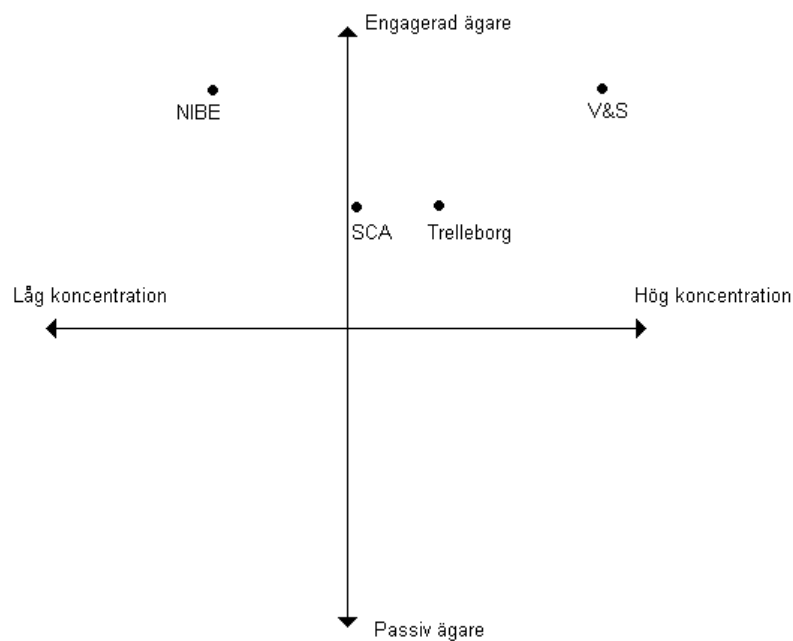 Engagerad ägare
NIBE
V&S
SCA
Trelleborg
Låg koncentration
Hög koncentration
Passiv ägare